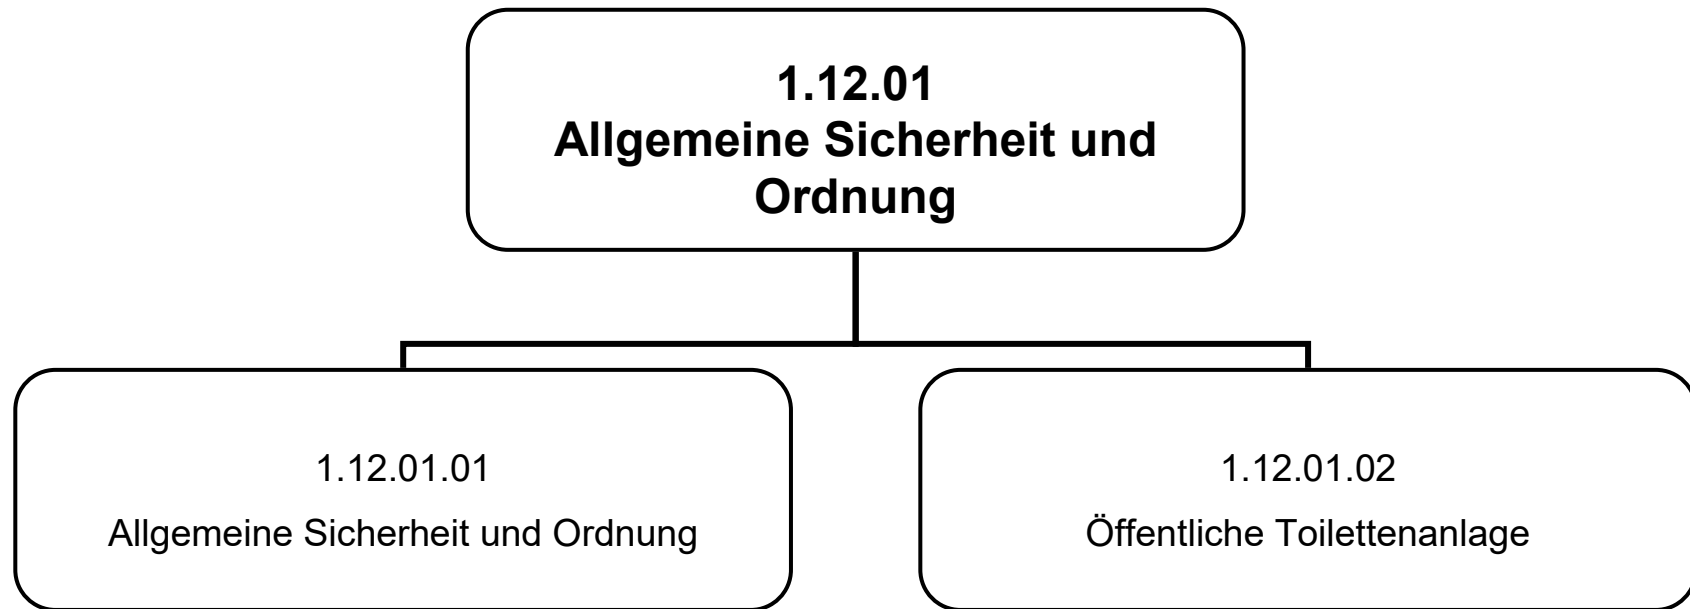 1.12.01
Allgemeine Sicherheit und
Ordnung
1.12.01.01
Allgemeine Sicherheit und Ordnung
1.12.01.02
Öffentliche Toilettenanlage